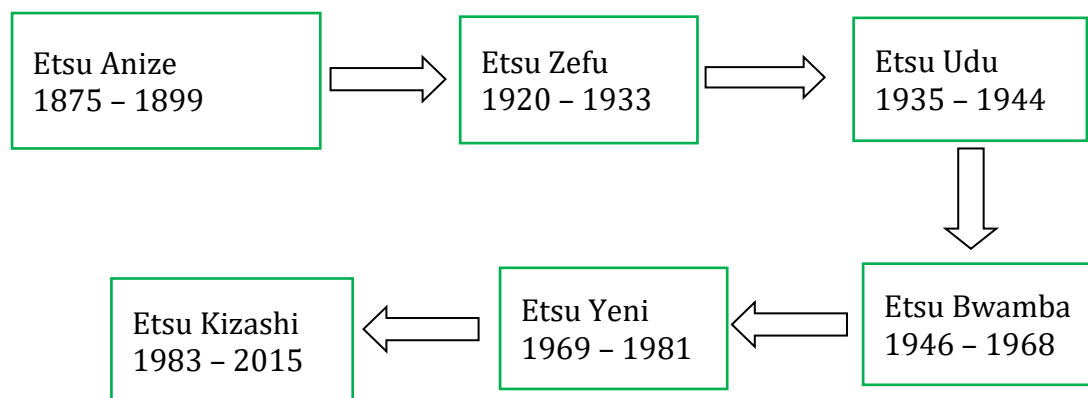 Etsu Anize
1875 – 1899
Etsu Zefu
1920 – 1933
Etsu Udu
1935 – 1944
Etsu Bwamba
1946 – 1968
Etsu Yeni
1969 – 1981
Etsu Kizashi
1983 – 2015